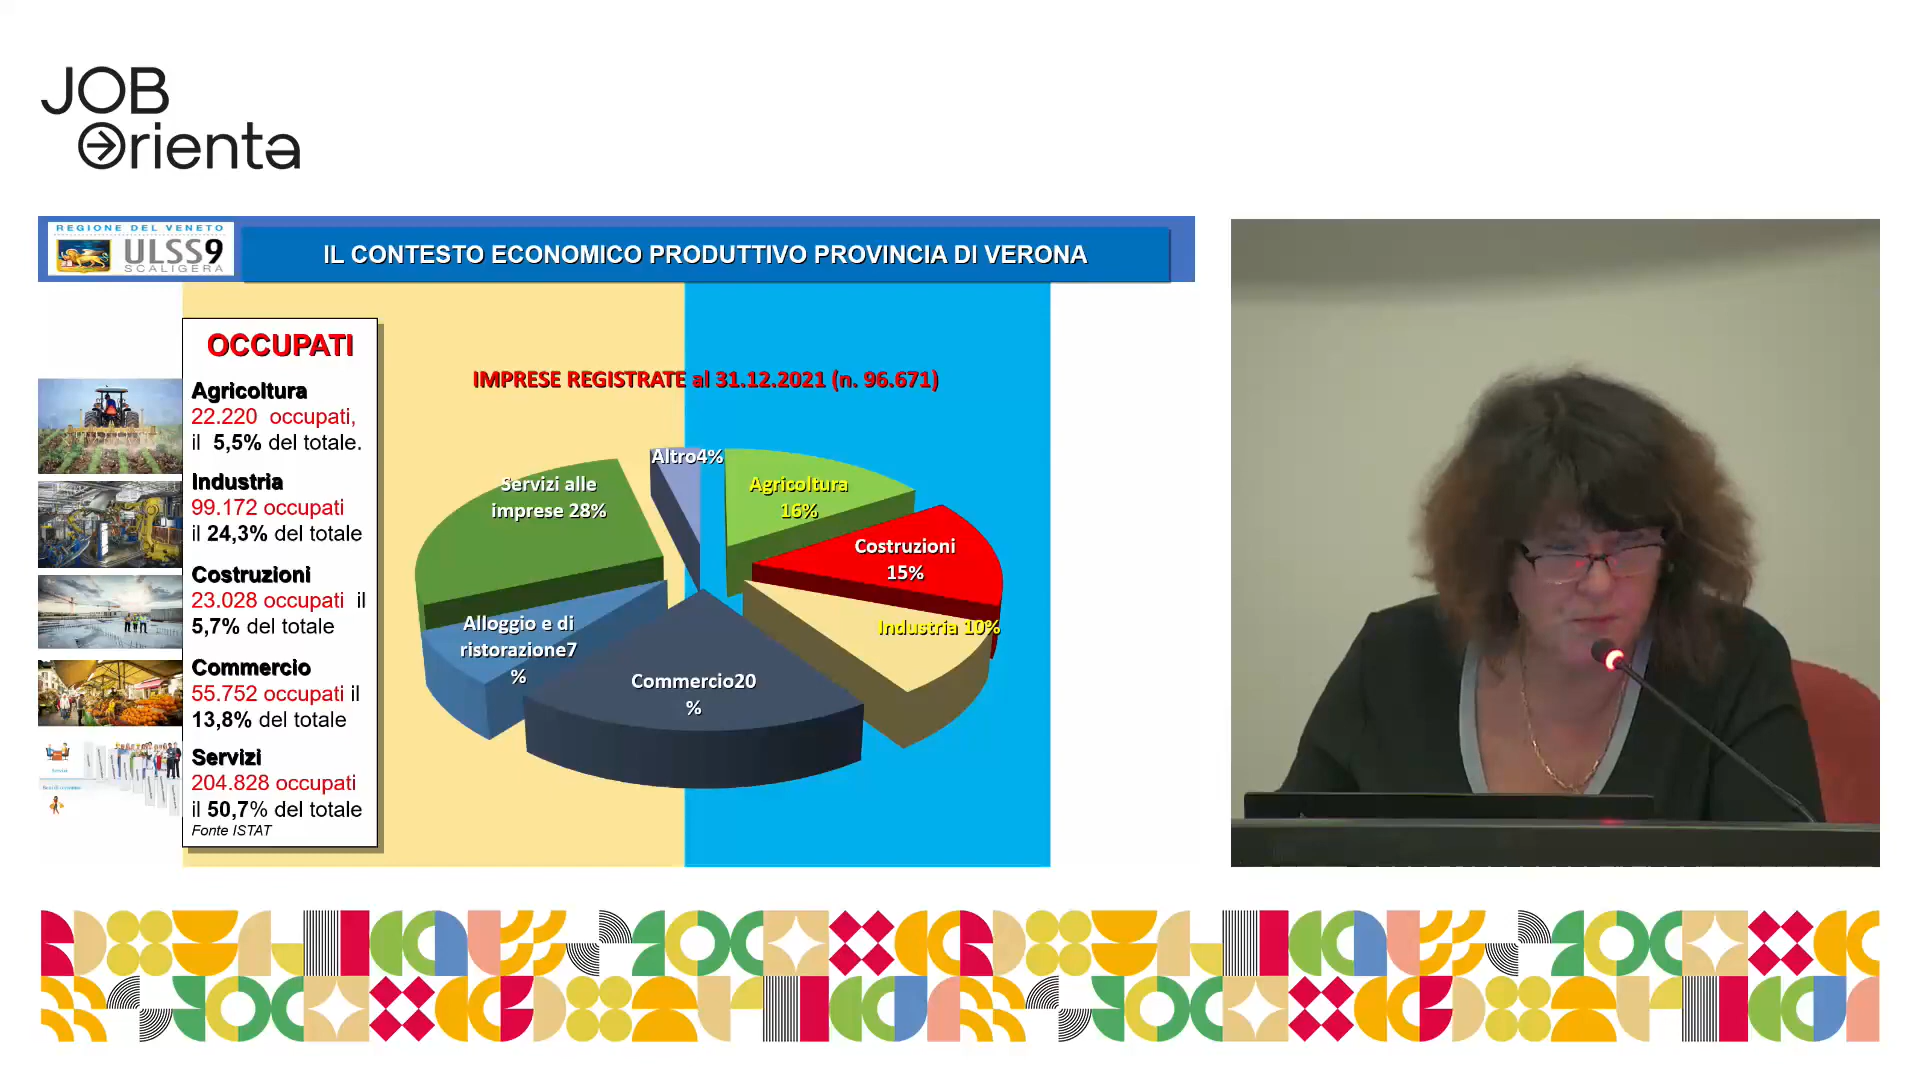 JOB
Orienta
REGIONE DEL VENETO
ULSS9
SCALIGERA
IL CONTESTO ECONOMICO PRODUTTIVO PROVINCIA DI VERONA
OCCUPATI
Agricoltura
22.220 occupati,
il 5,5% del totale.
Industria
99.172 occupati
il 24,3% del totale
Costruzioni
23.028 occupati il
5,7% del totale
Commercio
55.752 occupati il
13,8% del totale
Servizi
204.828 occupati
il 50,7% del totale
Fonte ISTAT
IMPRESE REGISTRATE al 31.12.2021 (n. 96.671)
Altro4%
Agricoltura
16%
Servizi alle
imprese 28%
Costruzioni
15%
Industria 10%
Alloggio e di
ristorazione7
%
Commercio20
%